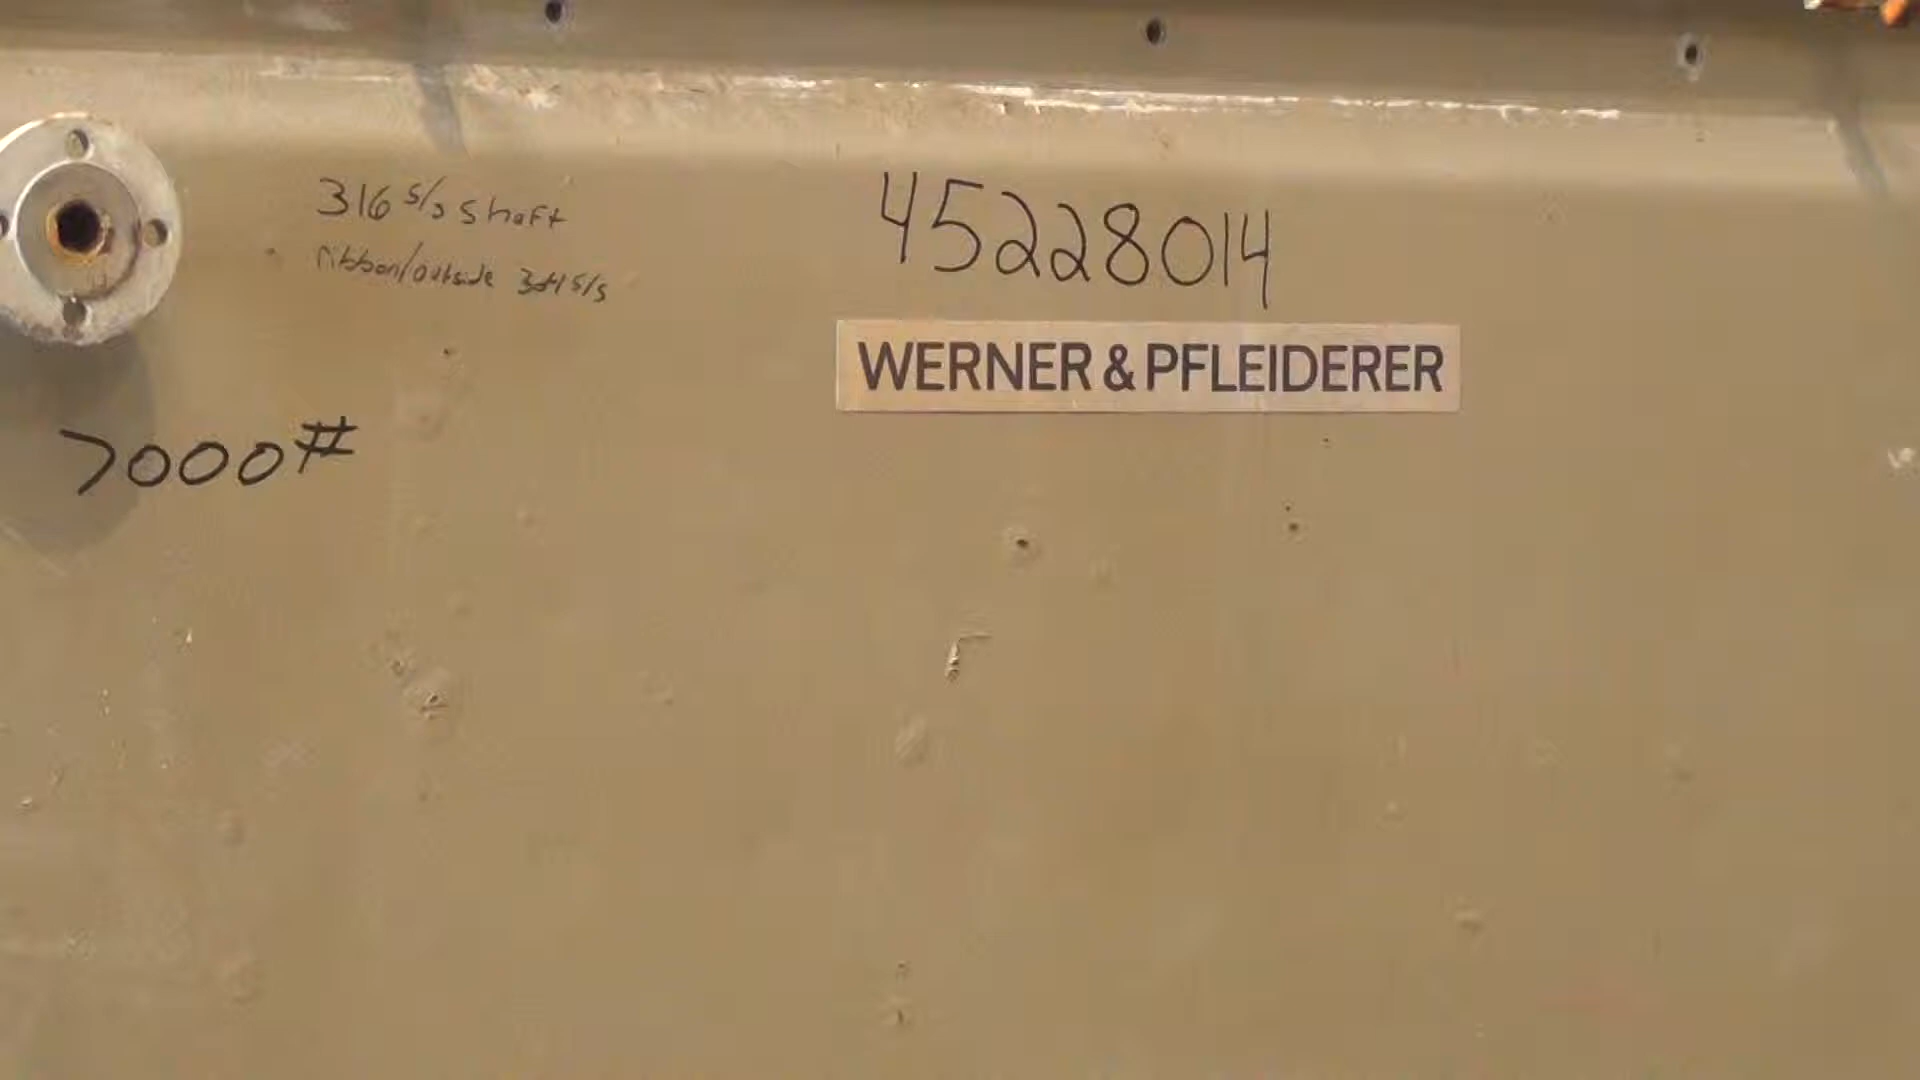 316 s/s shaft
ribbon/outside 304 s/s
45228014
WERNER & PFLEIDERER
7000#